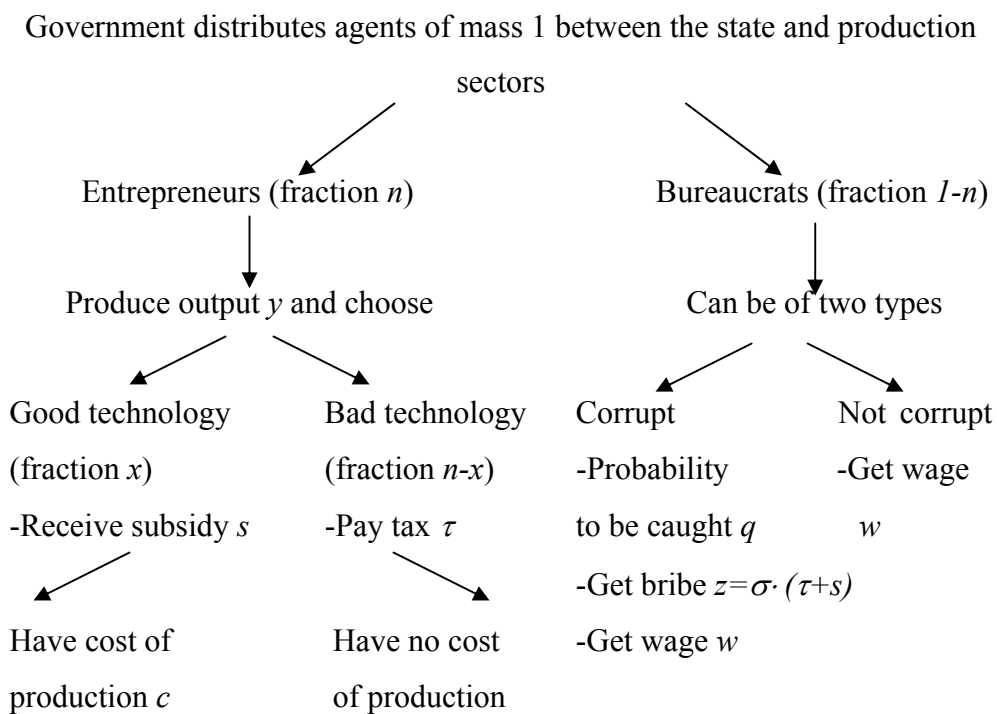 Government distributes agents of mass 1 between the state and production
sectors
Entrepreneurs (fraction n)
Bureaucrats (fraction 1-n)
Produce output y and choose
Can be of two types
Good technology
(fraction x)
-Receive subsidy s
Bad technology
(fraction n-x)
-Pay tax τ
Corrupt
-Probability
to be caught q
-Get bribe z=σ· (τ+s)
-Get wage w
Not corrupt
-Get wage
w
Have cost of
production c
Have no cost
of production